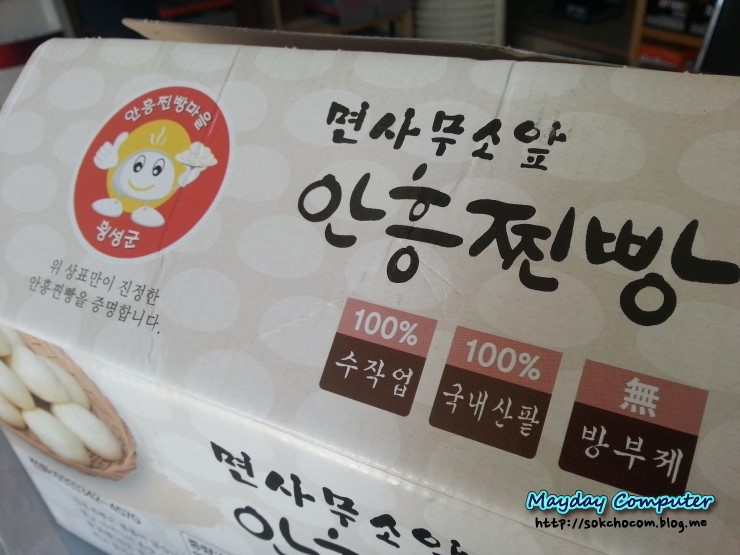 안흥찐빵마을
횡성군
위 상표만이 진정한
안흥찐빵을 증명합니다.
면사무소앞
안흥찐빵
100%
수작업
100%
국내산팥
無
방부제
면사무소앞
Mayday Computer
http://sokchocom.blog.me